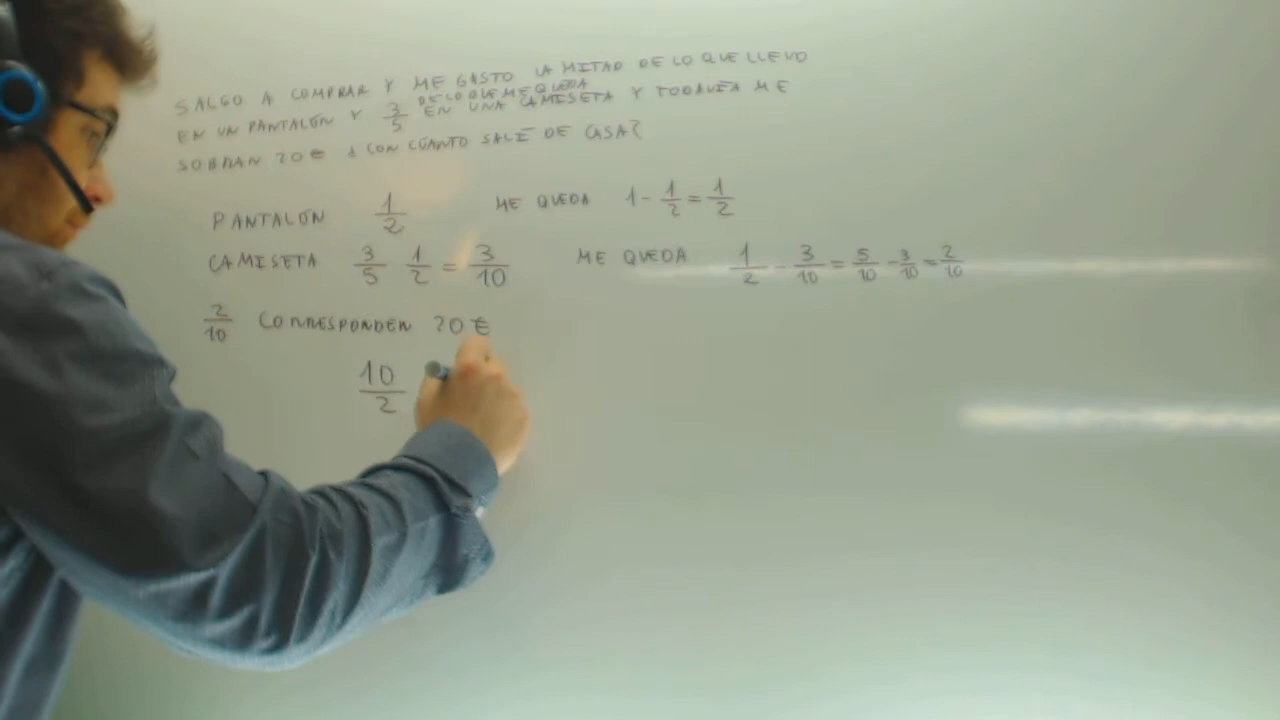 SALGO A COMPRAR Y ME GASTO LA MITAD DE LO QUE LLEVO
DE LO QUE ME QUEDA
EN UN PANTALÓN Y 3/5 EN UNA CAMISETA Y TODAVÍA ME
SOBRAN 20€ ¿CON CUÁNTO SALÍ DE CASA?
PANTALÓN 1/2 ME QUEDA 1 - 1/2 = 1/2
CAMISETA 3/5 1/2 = 3/10 ME QUEDA 1/2 - 3/10 = 5/10 - 3/10 = 2/10
2/10 CORRESPONDEN 20€
10/2